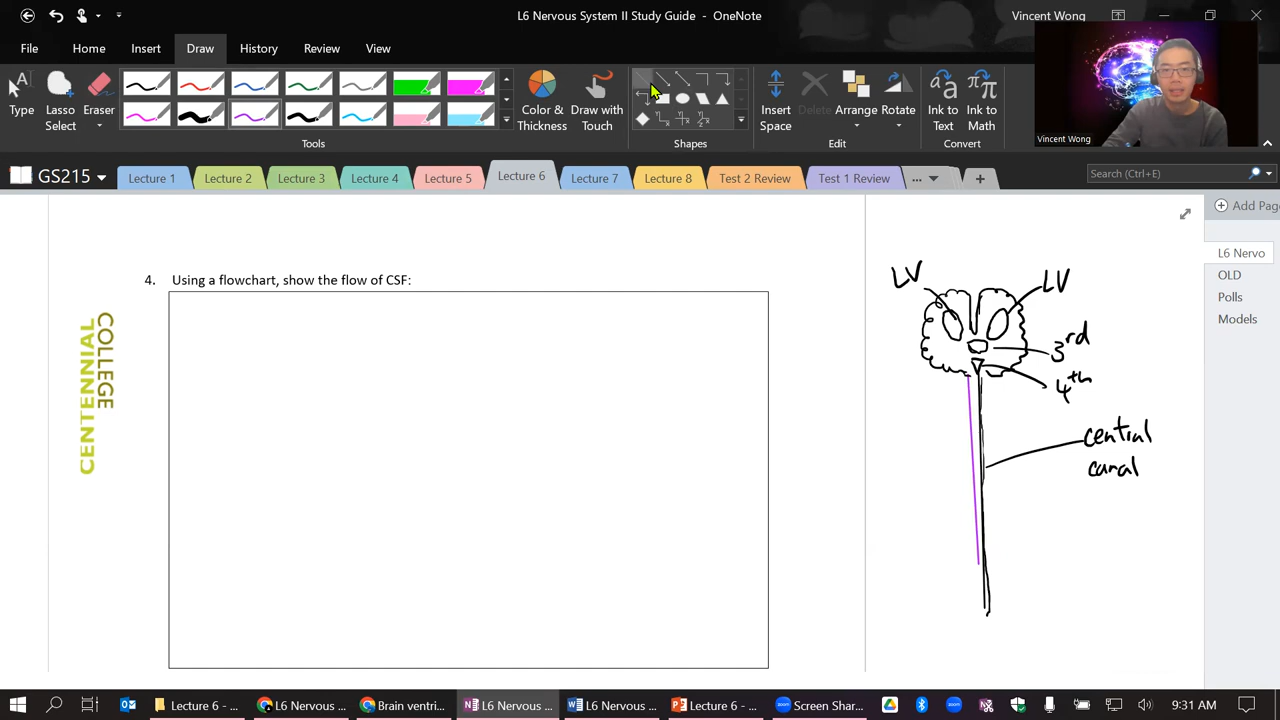 L6 Nervous System II Study Guide - OneNote
Vincent Wong
File
Home
Insert
Draw
History
Review
View
Type
Lasso
Select
Eraser
Color &
Thickness
Draw with
Touch
Insert
Space
Delete
Arrange
Rotate
Ink to
Text
Ink to
Math
Tools
Shapes
Edit
Convert
Vincent Wong
GS215
Lecture 1
Lecture 2
Lecture 3
Lecture 4
Lecture 5
Lecture 6
Lecture 7
Lecture 8
Test 2 Review
Test 1 Review
...
Search (Ctrl+E)
Add Pag
L6 Nervo
OLD
Polls
Models
4. Using a flowchart, show the flow of CSF:
CENTENNIAL
COLLEGE
LV
LV
3rd
4th
central
canal
Lecture 6 - ...
L6 Nervous ...
Brain ventri...
L6 Nervous ...
L6 Nervous ...
Lecture 6 - ...
Screen Shar...
9:31 AM